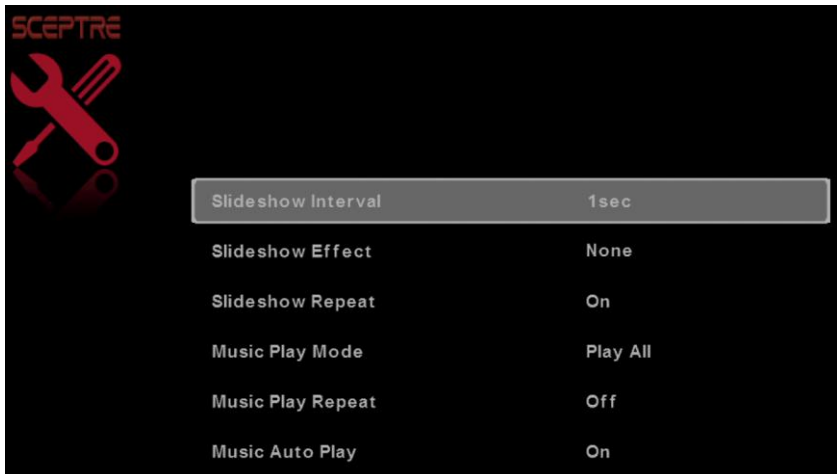 SCEPTRE
Slideshow Interval 1sec
Slideshow Effect None
Slideshow Repeat On
Music Play Mode Play All
Music Play Repeat Off
Music Auto Play On